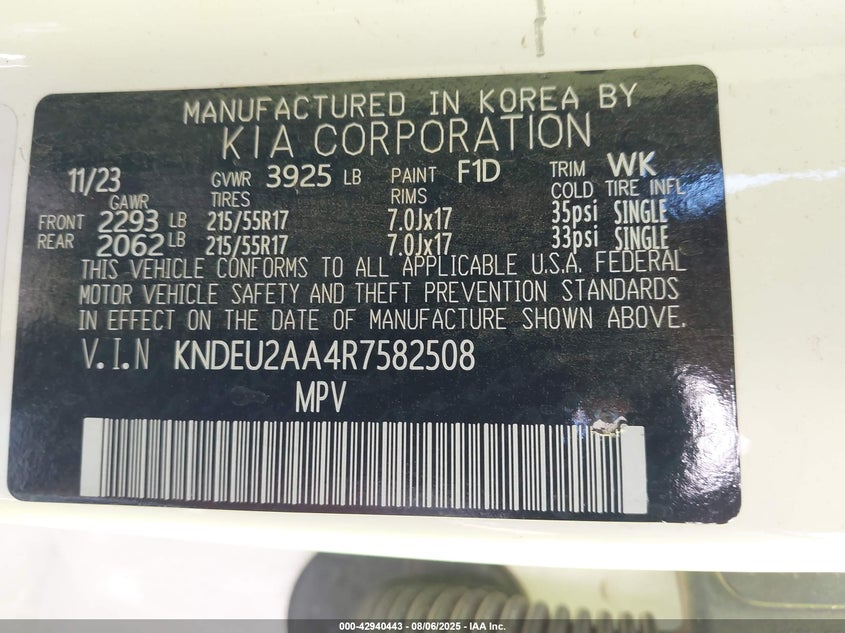 MANUFACTURED IN KOREA BY
KIA CORPORATION
11/23 GVWR 3925 LB PAINT F1D TRIM WK
GAWR TIRES RIMS COLD TIRE INFL
FRONT 2293 LB 215/55R17 7.0Jx17 35psi SINGLE
REAR 2062 LB 215/55R17 7.0Jx17 33psi SINGLE
THIS VEHICLE CONFORMS TO ALL APPLICABLE U.S.A. FEDERAL
MOTOR VEHICLE SAFETY AND THEFT PREVENTION STANDARDS
IN EFFECT ON THE DATE OF MANUFACTURE SHOWN ABOVE.
V.I.N KNDEU2AA4R7582508
MPV
000-42940443 - 08/06/2025 - IAA Inc.